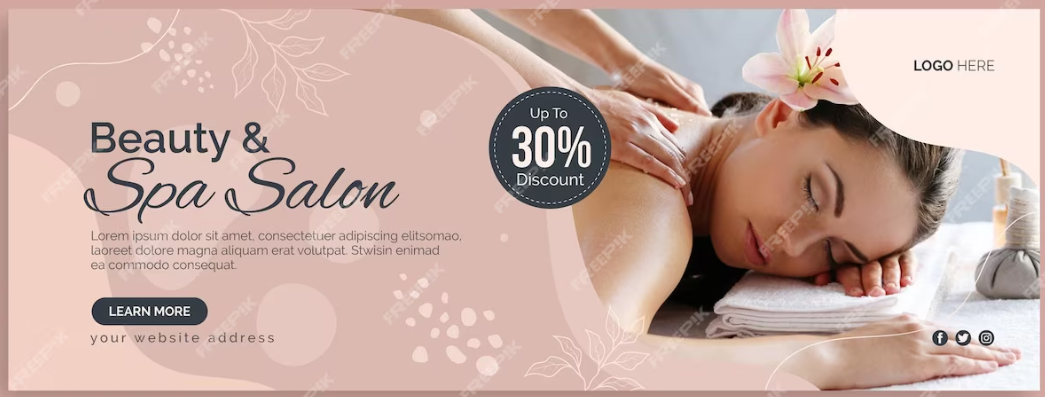 LOGO HERE
Up To
30%
Discount
Beauty &
Spa Salon
Lorem ipsum dolor sit amet, consectetuer adipiscing elitsomao,
laoreet dolore magna aliquam erat volutpat. Stwisin enimad
ea commodo consequat.
LEARN MORE
your website address
FREEPIK